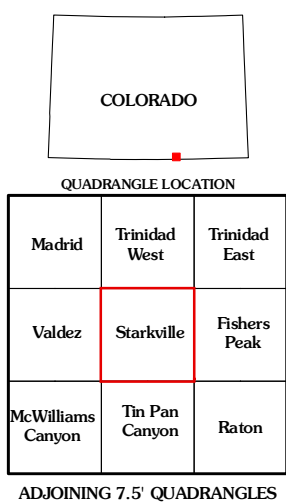 COLORADO
QUADRANGLE LOCATION
Madrid
Trinidad
West
Trinidad
East
Valdez
Starkville
Fishers
Peak
McWilliams
Canyon
Tin Pan
Canyon
Raton
ADJOINING 7.5' QUADRANGLES